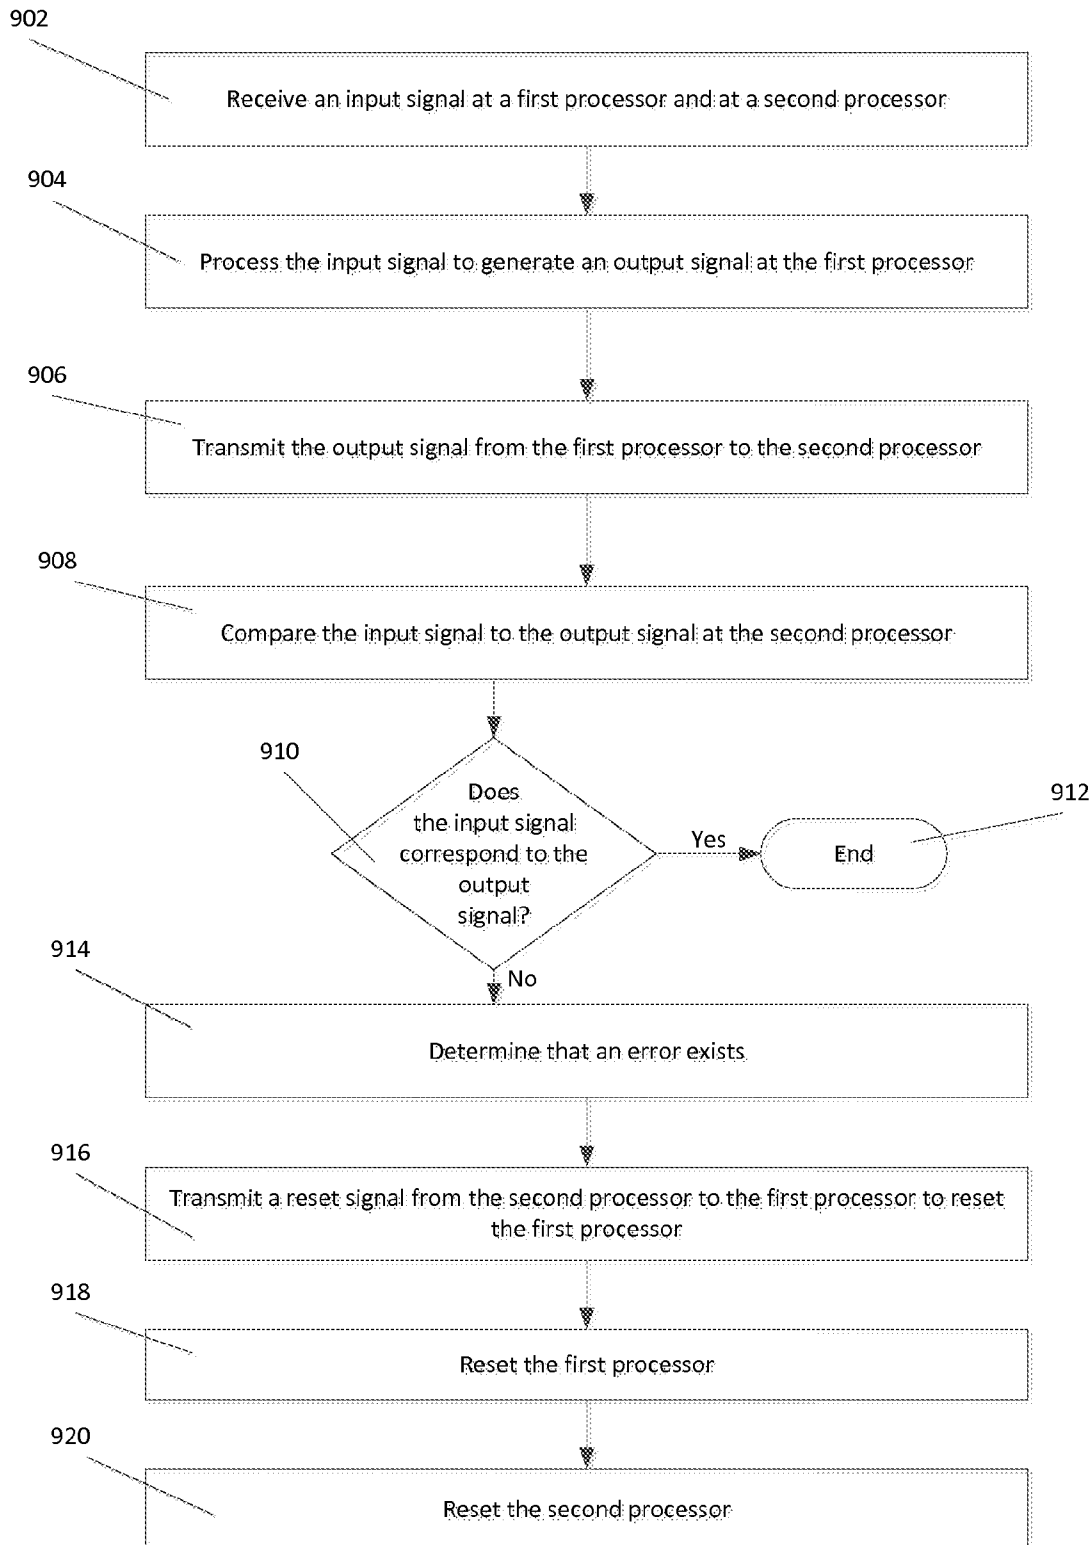 902
Receive an input signal at a first processor and at a second processor
904
Process the input signal to generate an output signal at the first processor
906
Transmit the output signal from the first processor to the second processor
908
Compare the input signal to the output signal at the second processor
910
Does
the input signal
correspond to the
output
signal?
Yes
End
912
No
914
Determine that an error exists
916
Transmit a reset signal from the second processor to the first processor to reset
the first processor
918
Reset the first processor
920
Reset the second processor